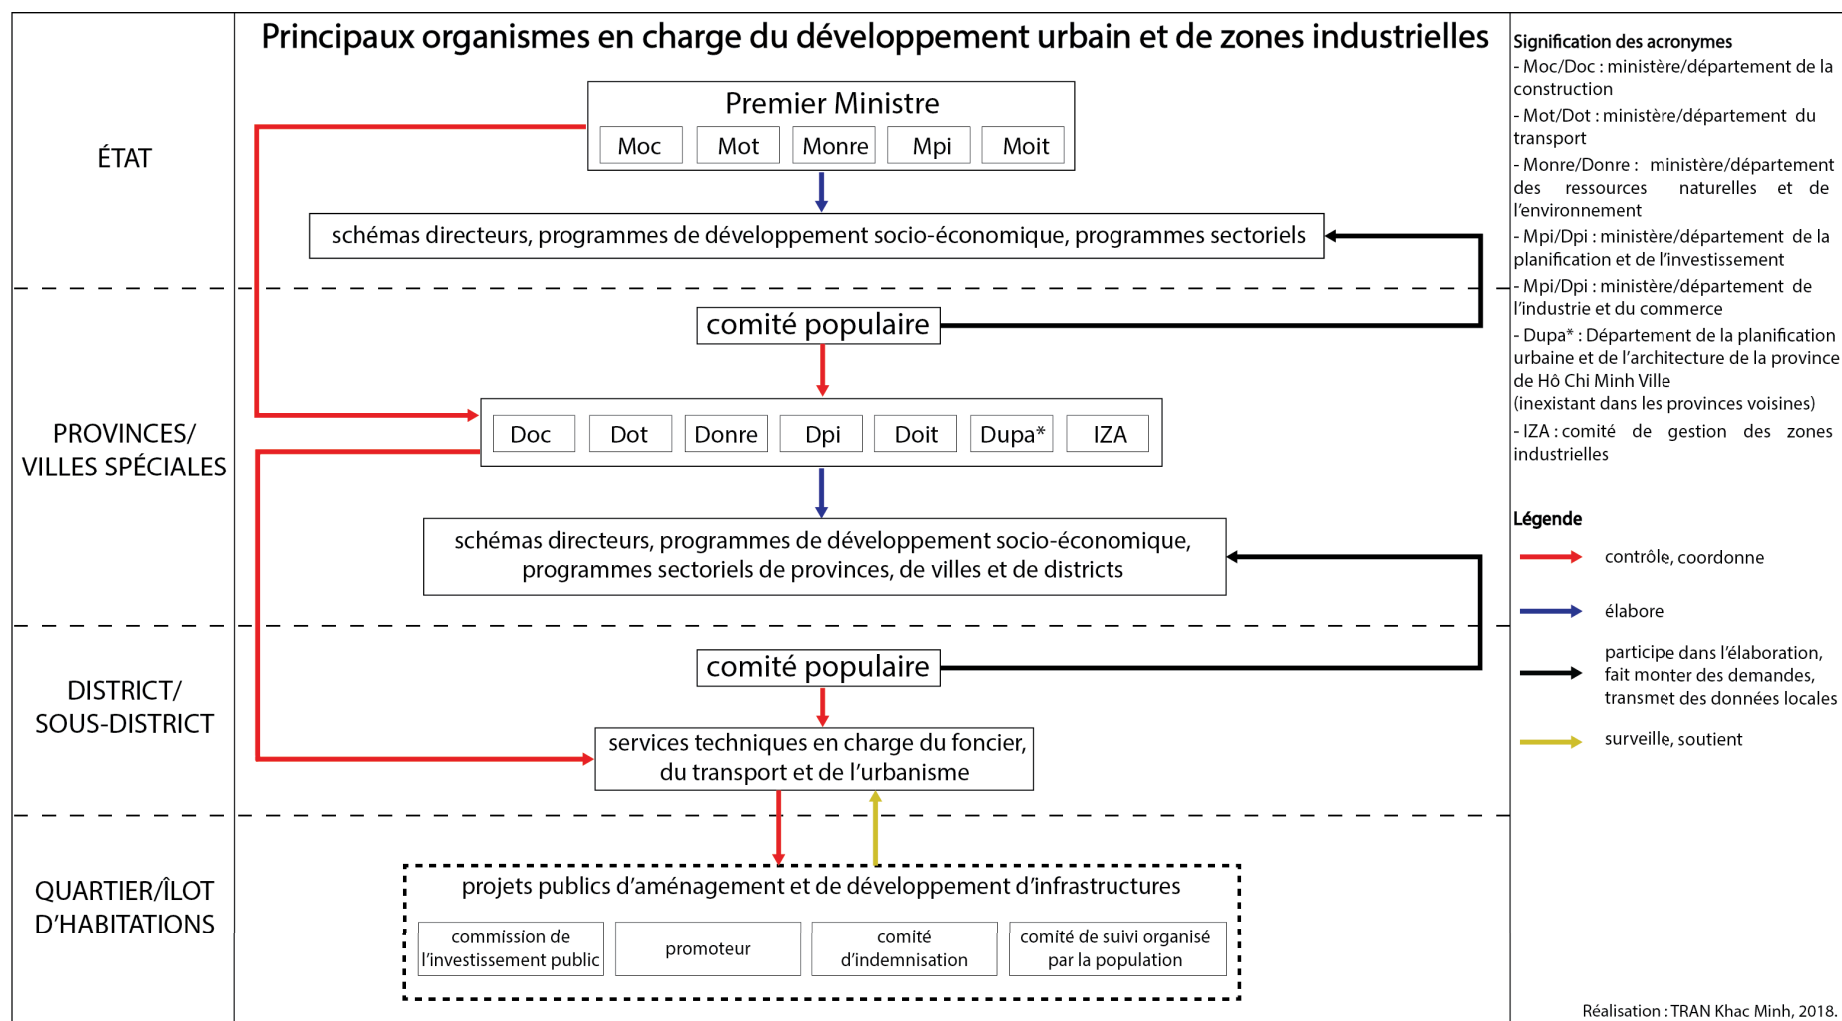 Principaux organismes en charge du développement urbain et de zones industrielles
ÉTAT
Premier Ministre
Moc
Mot
Monre
Mpi
Moit
schémas directeurs, programmes de développement socio-économique, programmes sectoriels
PROVINCES/
VILLES SPÉCIALES
comité populaire
Doc
Dot
Donre
Dpi
Doit
Dupa*
IZA
schémas directeurs, programmes de développement socio-économique,
programmes sectoriels de provinces, de villes et de districts
DISTRICT/
SOUS-DISTRICT
comité populaire
services techniques en charge du foncier,
du transport et de l'urbanisme
QUARTIER/ÎLOT
D'HABITATIONS
projets publics d'aménagement et de développement d'infrastructures
commission de
l'investissement public
promoteur
comité
d'indemnisation
comité de suivi organisé
par la population
Signification des acronymes
- Moc/Doc : ministère/département de la
construction
- Mot/Dot : ministère/département du
transport
- Monre/Donre : ministère/département
des ressources naturelles et de
l'environnement
- Mpi/Dpi : ministère/département de la
planification et de l'investissement
- Mpi/Dpi : ministère/département de
l'industrie et du commerce
- Dupa* : Département de la planification
urbaine et de l'architecture de la province
de Hô Chi Minh Ville
(inexistant dans les provinces voisines)
- IZA : comité de gestion des zones
industrielles
Légende
contrôle, coordonne
élabore
participe dans l'élaboration,
fait monter des demandes,
transmet des données locales
surveille, soutient
Réalisation : TRAN Khac Minh, 2018.